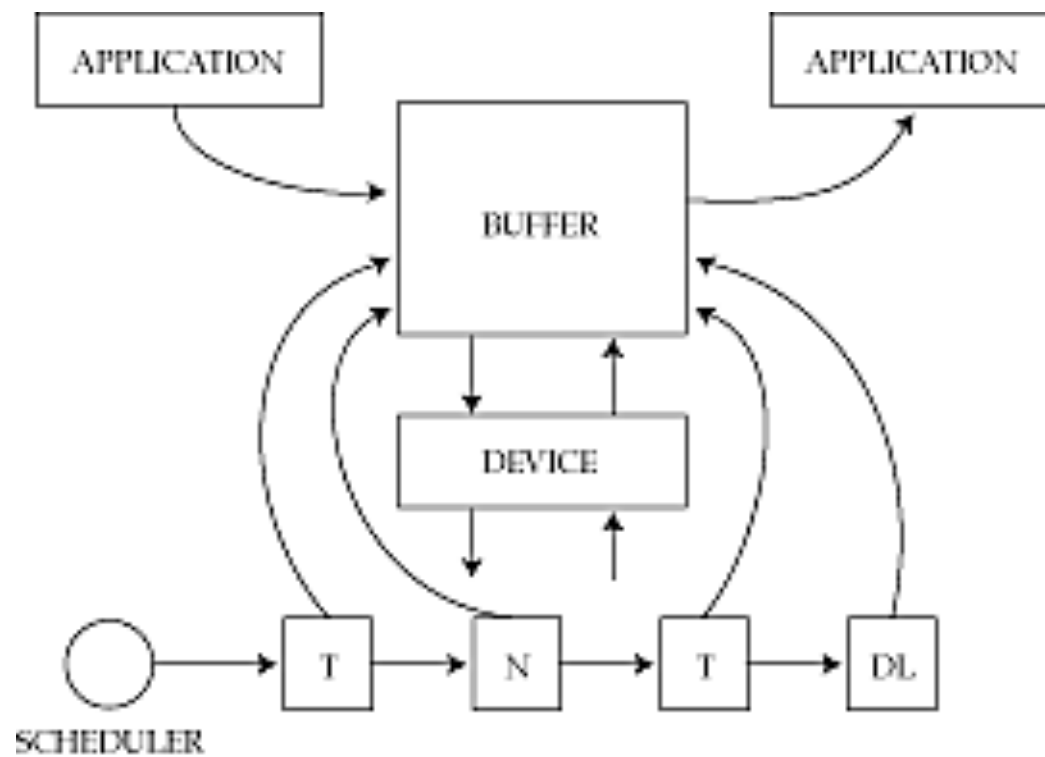 APPLICATION
APPLICATION
BUFFER
DEVICE
T
N
T
DL
SCHEDULER